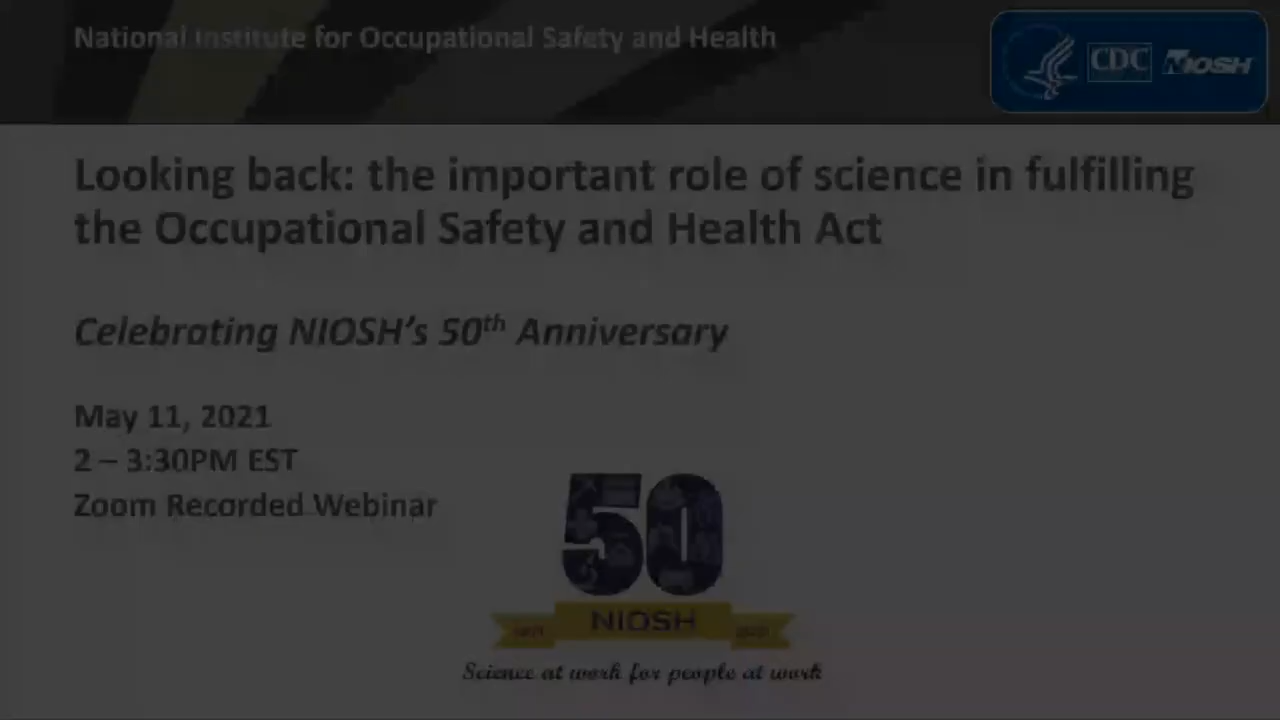 National Institute for Occupational Safety and Health
CDC NIOSH
Looking back: the important role of science in fulfilling
the Occupational Safety and Health Act
Celebrating NIOSH's 50th Anniversary
May 11, 2021
2 – 3:30PM EST
Zoom Recorded Webinar
50
NIOSH
Science at work for people at work